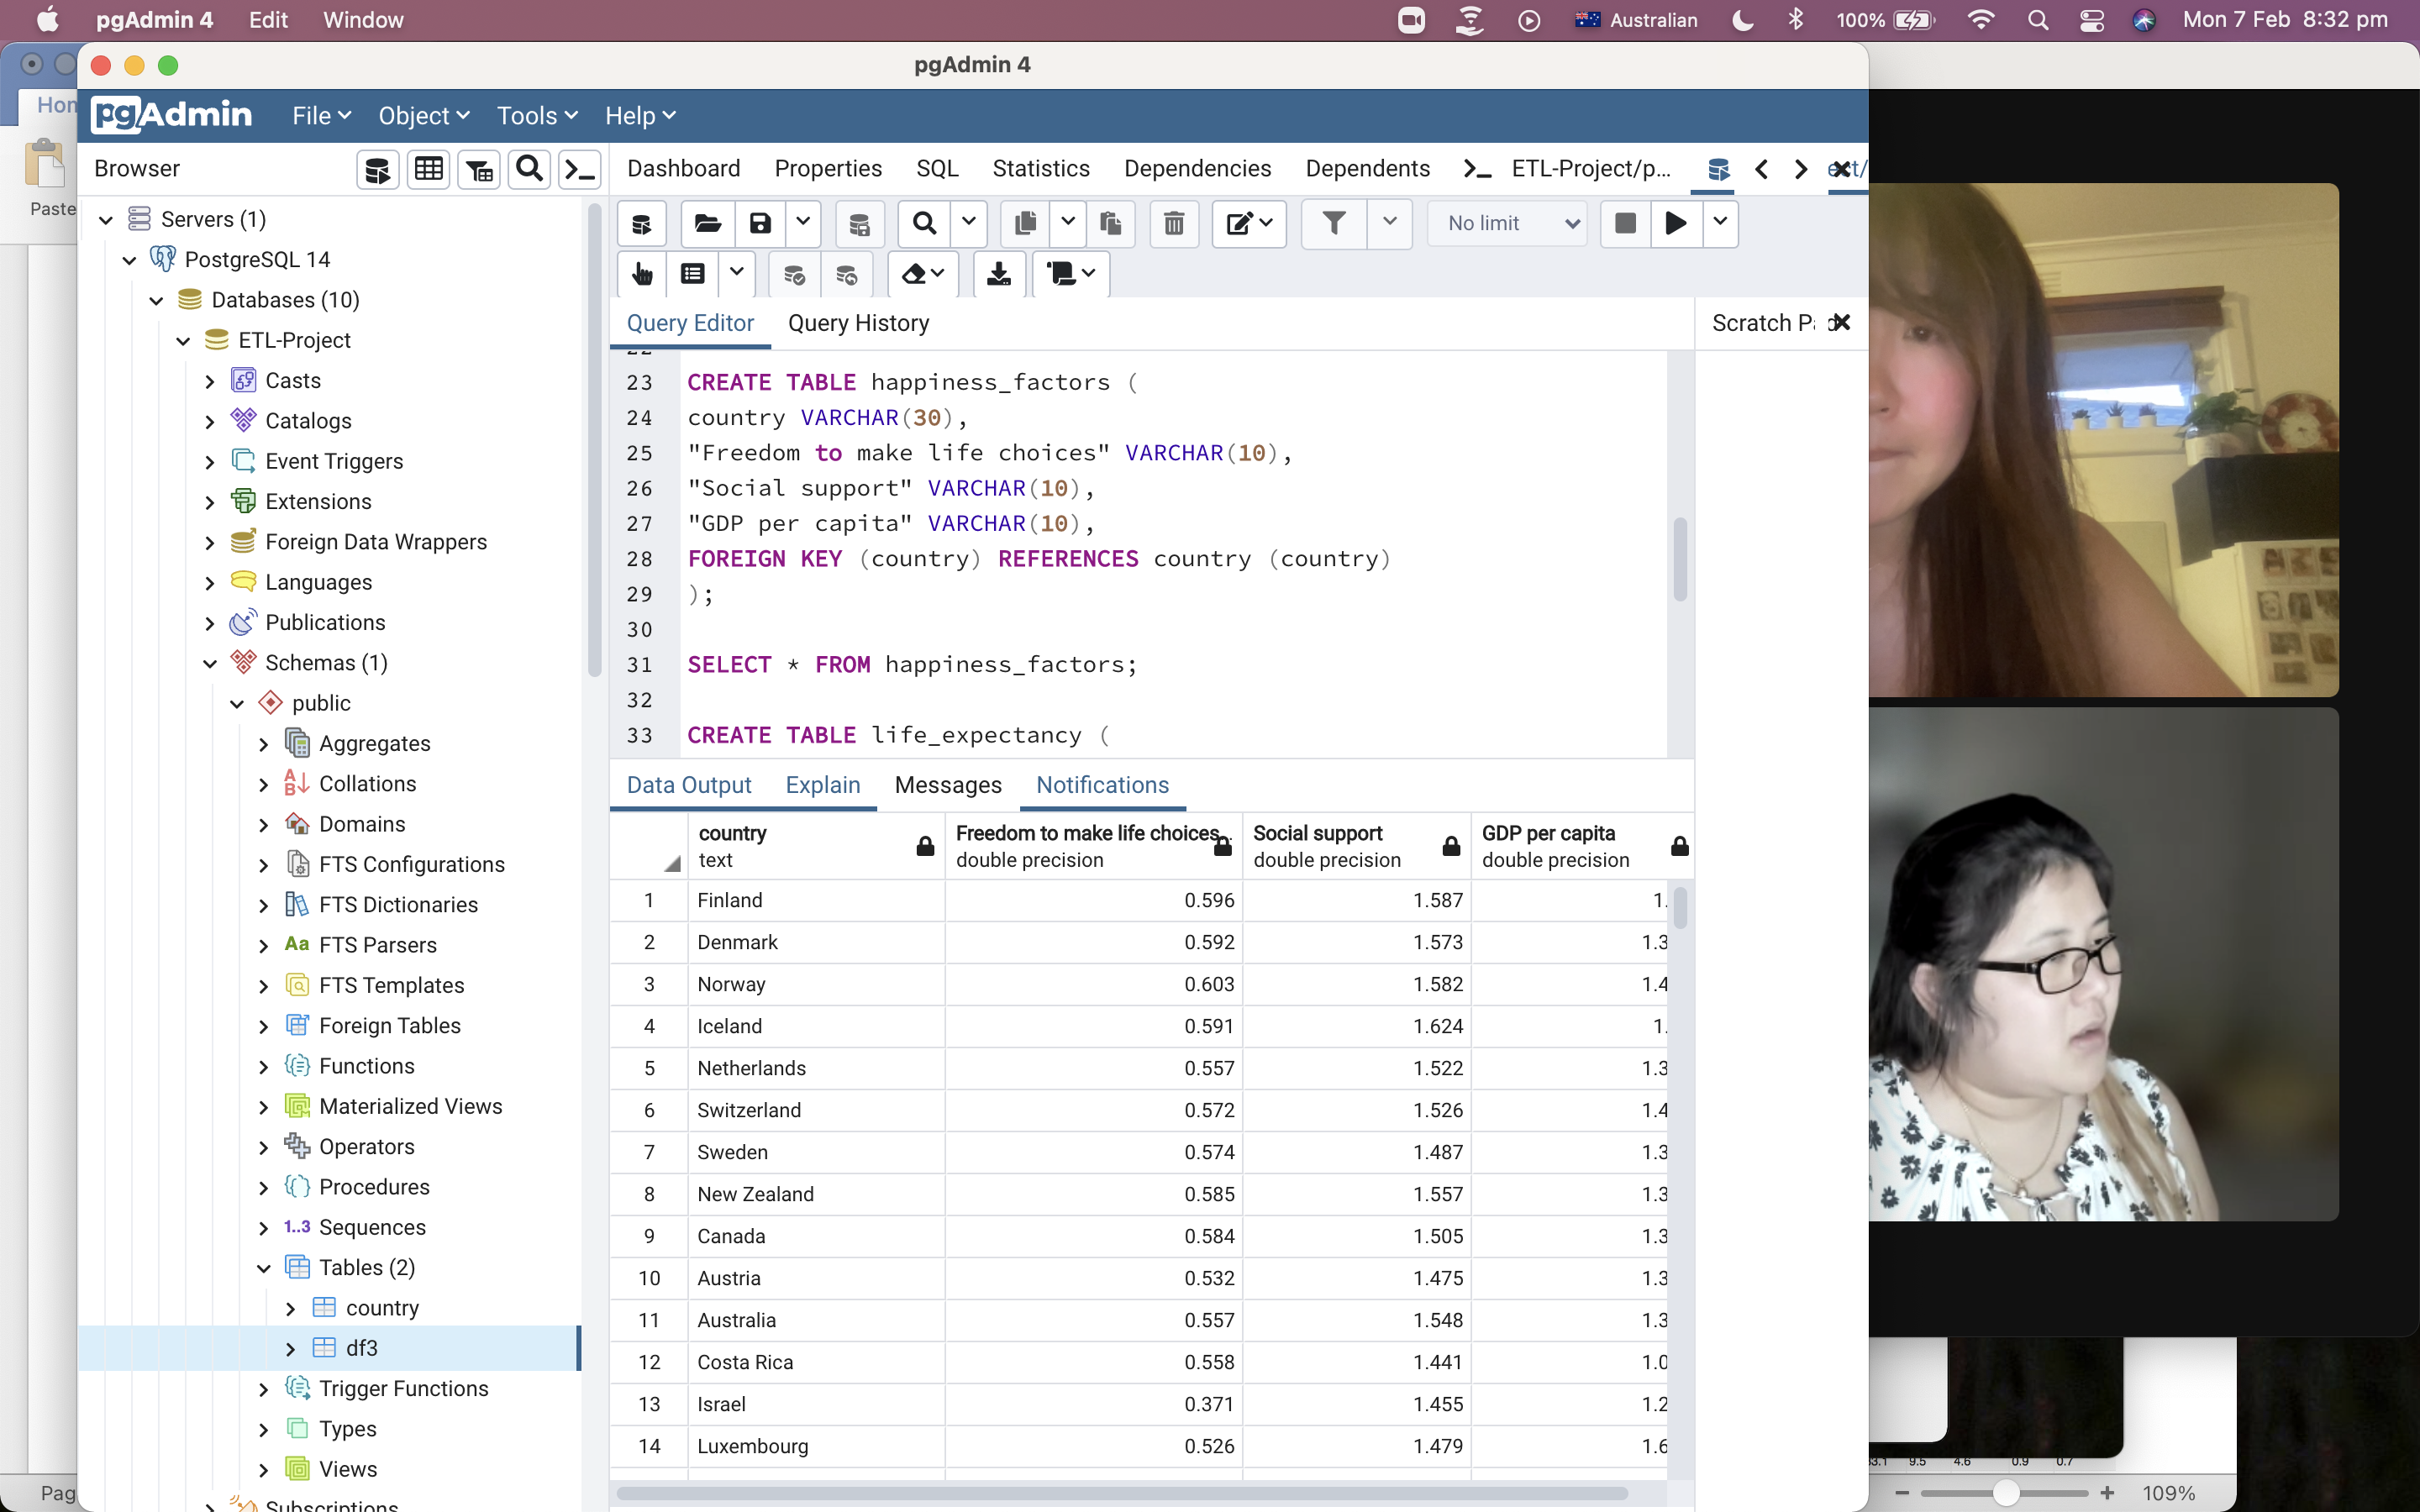 pgAdmin 4 Edit Window Australian 100% Mon 7 Feb 8:32 pm
pgAdmin 4
pgAdmin File Object Tools Help
Paste
Browser
Dashboard Properties SQL Statistics Dependencies Dependents ETL-Project/p...
No limit
Servers (1)
PostgreSQL 14
Databases (10)
ETL-Project
Casts
Catalogs
Event Triggers
Extensions
Foreign Data Wrappers
Languages
Publications
Schemas (1)
public
Aggregates
Collations
Domains
FTS Configurations
FTS Dictionaries
Aa FTS Parsers
FTS Templates
Foreign Tables
Functions
Materialized Views
Operators
Procedures
1..3 Sequences
Tables (2)
country
df3
Trigger Functions
Types
Views
Subscriptions
Query Editor Query History
Scratch
23 CREATE TABLE happiness_factors (
24 country VARCHAR(30),
25 "Freedom to make life choices" VARCHAR(10),
26 "Social support" VARCHAR(10),
27 "GDP per capita" VARCHAR(10),
28 FOREIGN KEY (country) REFERENCES country (country)
29 );
30
31 SELECT * FROM happiness_factors;
32
33 CREATE TABLE life_expectancy (
Data Output Explain Messages Notifications
country Freedom to make life choices Social support GDP per capita
text double precision double precision double precision
1 Finland 0.596 1.587 1.
2 Denmark 0.592 1.573 1.3
3 Norway 0.603 1.582 1.4
4 Iceland 0.591 1.624 1.
5 Netherlands 0.557 1.522 1.3
6 Switzerland 0.572 1.526 1.4
7 Sweden 0.574 1.487 1.3
8 New Zealand 0.585 1.557 1.3
9 Canada 0.584 1.505 1.3
10 Austria 0.532 1.475 1.3
11 Australia 0.557 1.548 1.3
12 Costa Rica 0.558 1.441 1.0
13 Israel 0.371 1.455 1.2
14 Luxembourg 0.526 1.479 1.6
9.5 4.6 0.9 0.7
Pag
109%